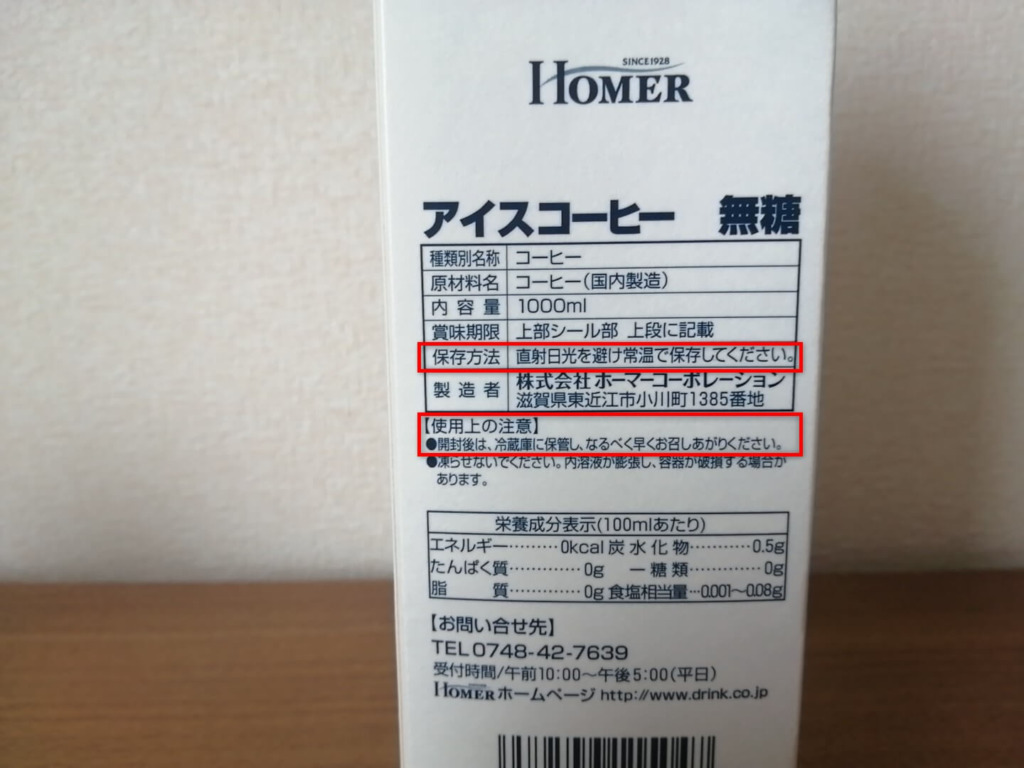 SINCE1928
HOMER
アイスコーヒー 無糖
種類別名称 コーヒー
原材料名 コーヒー(国内製造)
内容量 1000ml
賞味期限 上部シール部 上段に記載
保存方法 直射日光を避け常温で保存してください。
製造者 株式会社 ホーマーコーポレーション
滋賀県東近江市小川町1385番地
【使用上の注意】
●開封後は、冷蔵庫に保管し、なるべく早くお召しあがりください。
●凍らせないでください。内溶液が膨張し、容器が破損する場合が
あります。
栄養成分表示(100mlあたり)
エネルギー………0kcal 炭水化物…………0.5g
たんぱく質…………0g 一糖類…………0g
脂質…………0g 食塩相当量…0.001〜0.08g
【お問い合せ先】
TEL0748-42-7639
受付時間/午前10:00〜午後5:00(平日)
HOMERホームページ http://www.drink.co.jp